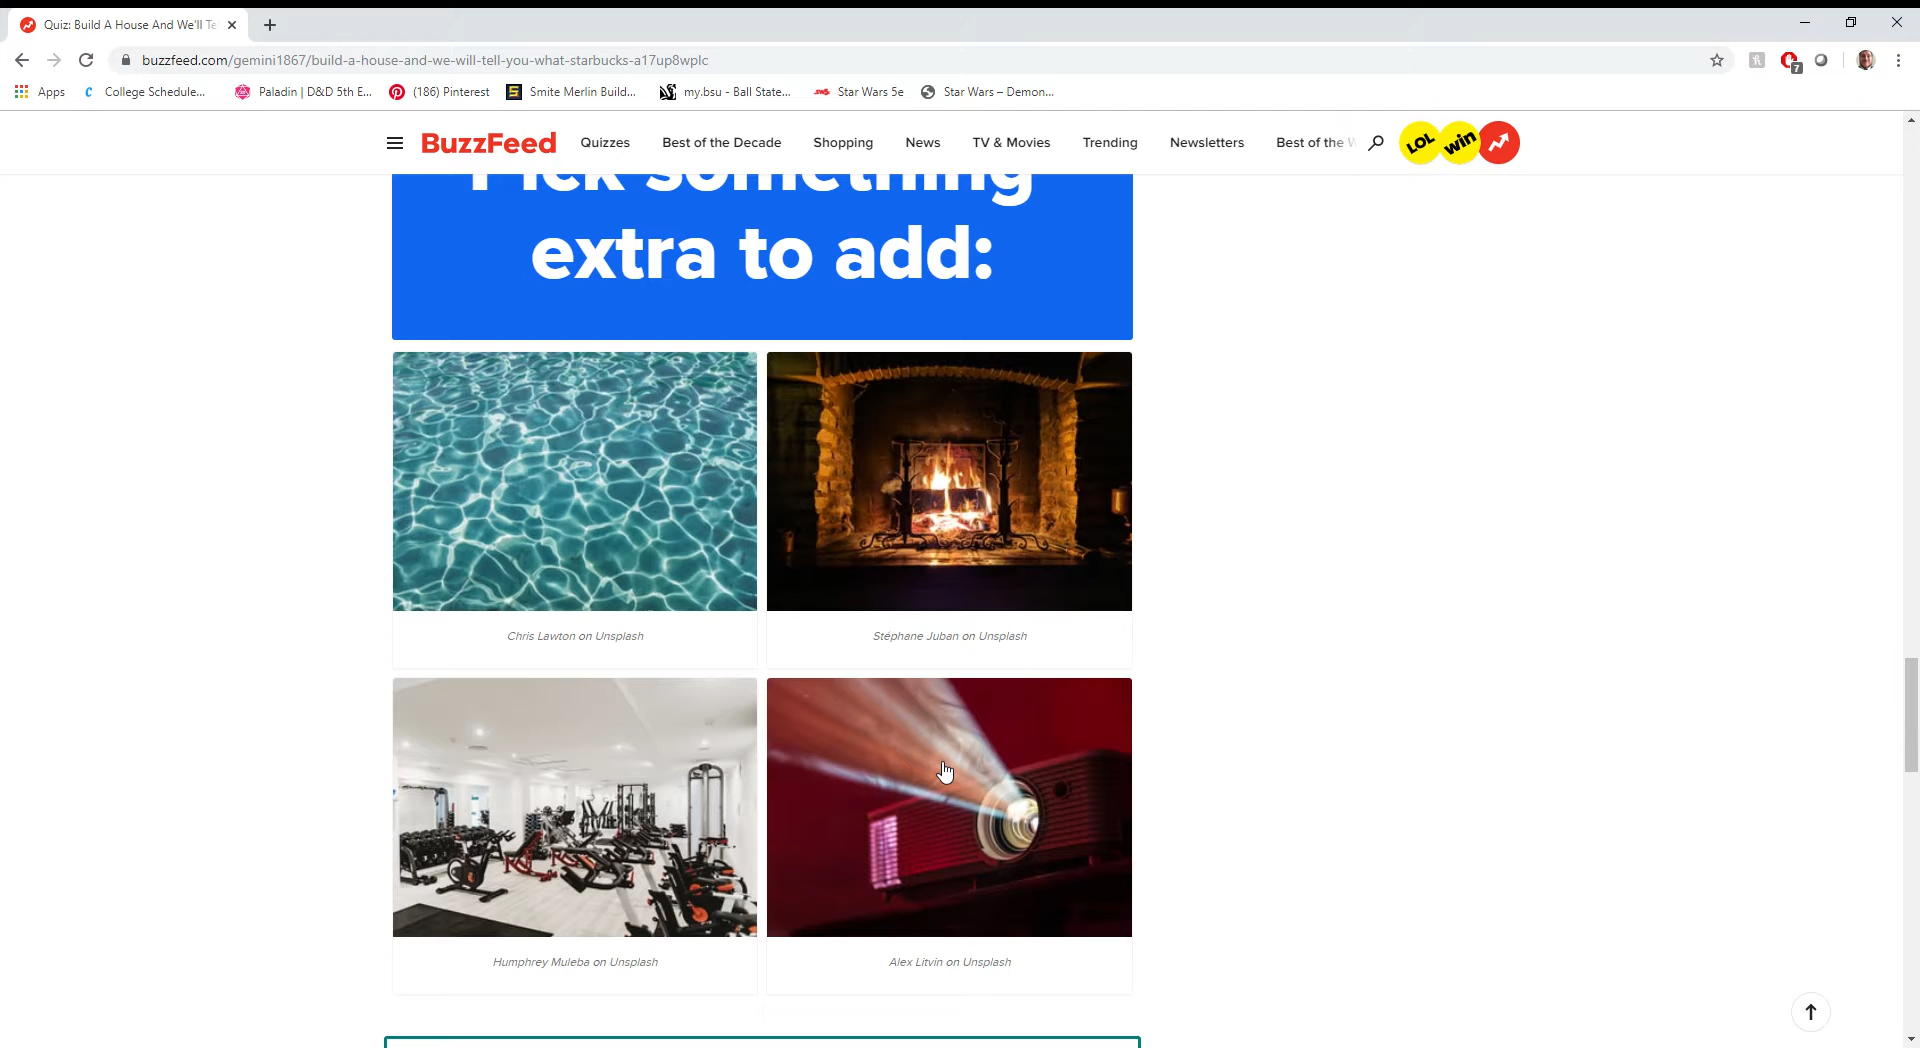 Quiz: Build A House And We'll Te
buzzfeed.com/gemini1867/build-a-house-and-we-will-tell-you-what-starbucks-a17up8wplc
7
Apps
College Schedule...
Paladin | D&D 5th E...
(186) Pinterest
Smite Merlin Build...
my.bsu - Ball State...
Star Wars 5e
Star Wars – Demon...
BuzzFeed
Quizzes
Best of the Decade
Shopping
News
TV & Movies
Trending
Newsletters
Best of the W
LOL
win
Pick something
extra to add:
Chris Lawton on Unsplash
Stéphane Juban on Unsplash
Humphrey Muleba on Unsplash
Alex Litvin on Unsplash